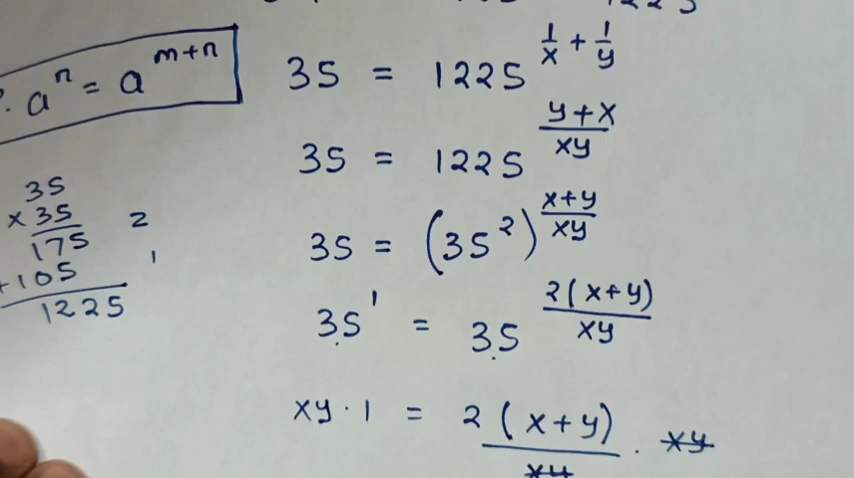 . aⁿ = a^(m+n)
35 = 1225^(1/x + 1/y)
35 = 1225^((y+x)/xy)
35
× 35
175
+105
1225
2
1
35 = (35²)^((x+y)/xy)
35¹ = 35^(2(x+y)/xy)
xy · 1 = 2(x+y)/xy · xy